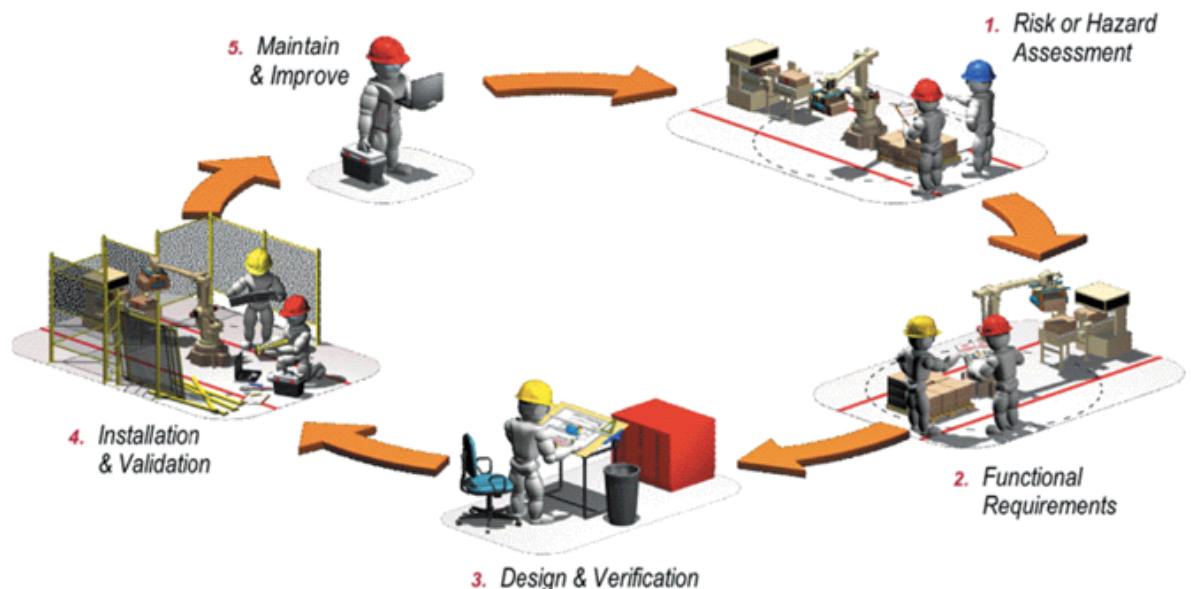 1. Risk or Hazard
Assessment
2. Functional
Requirements
3. Design & Verification
4. Installation
& Validation
5. Maintain
& Improve